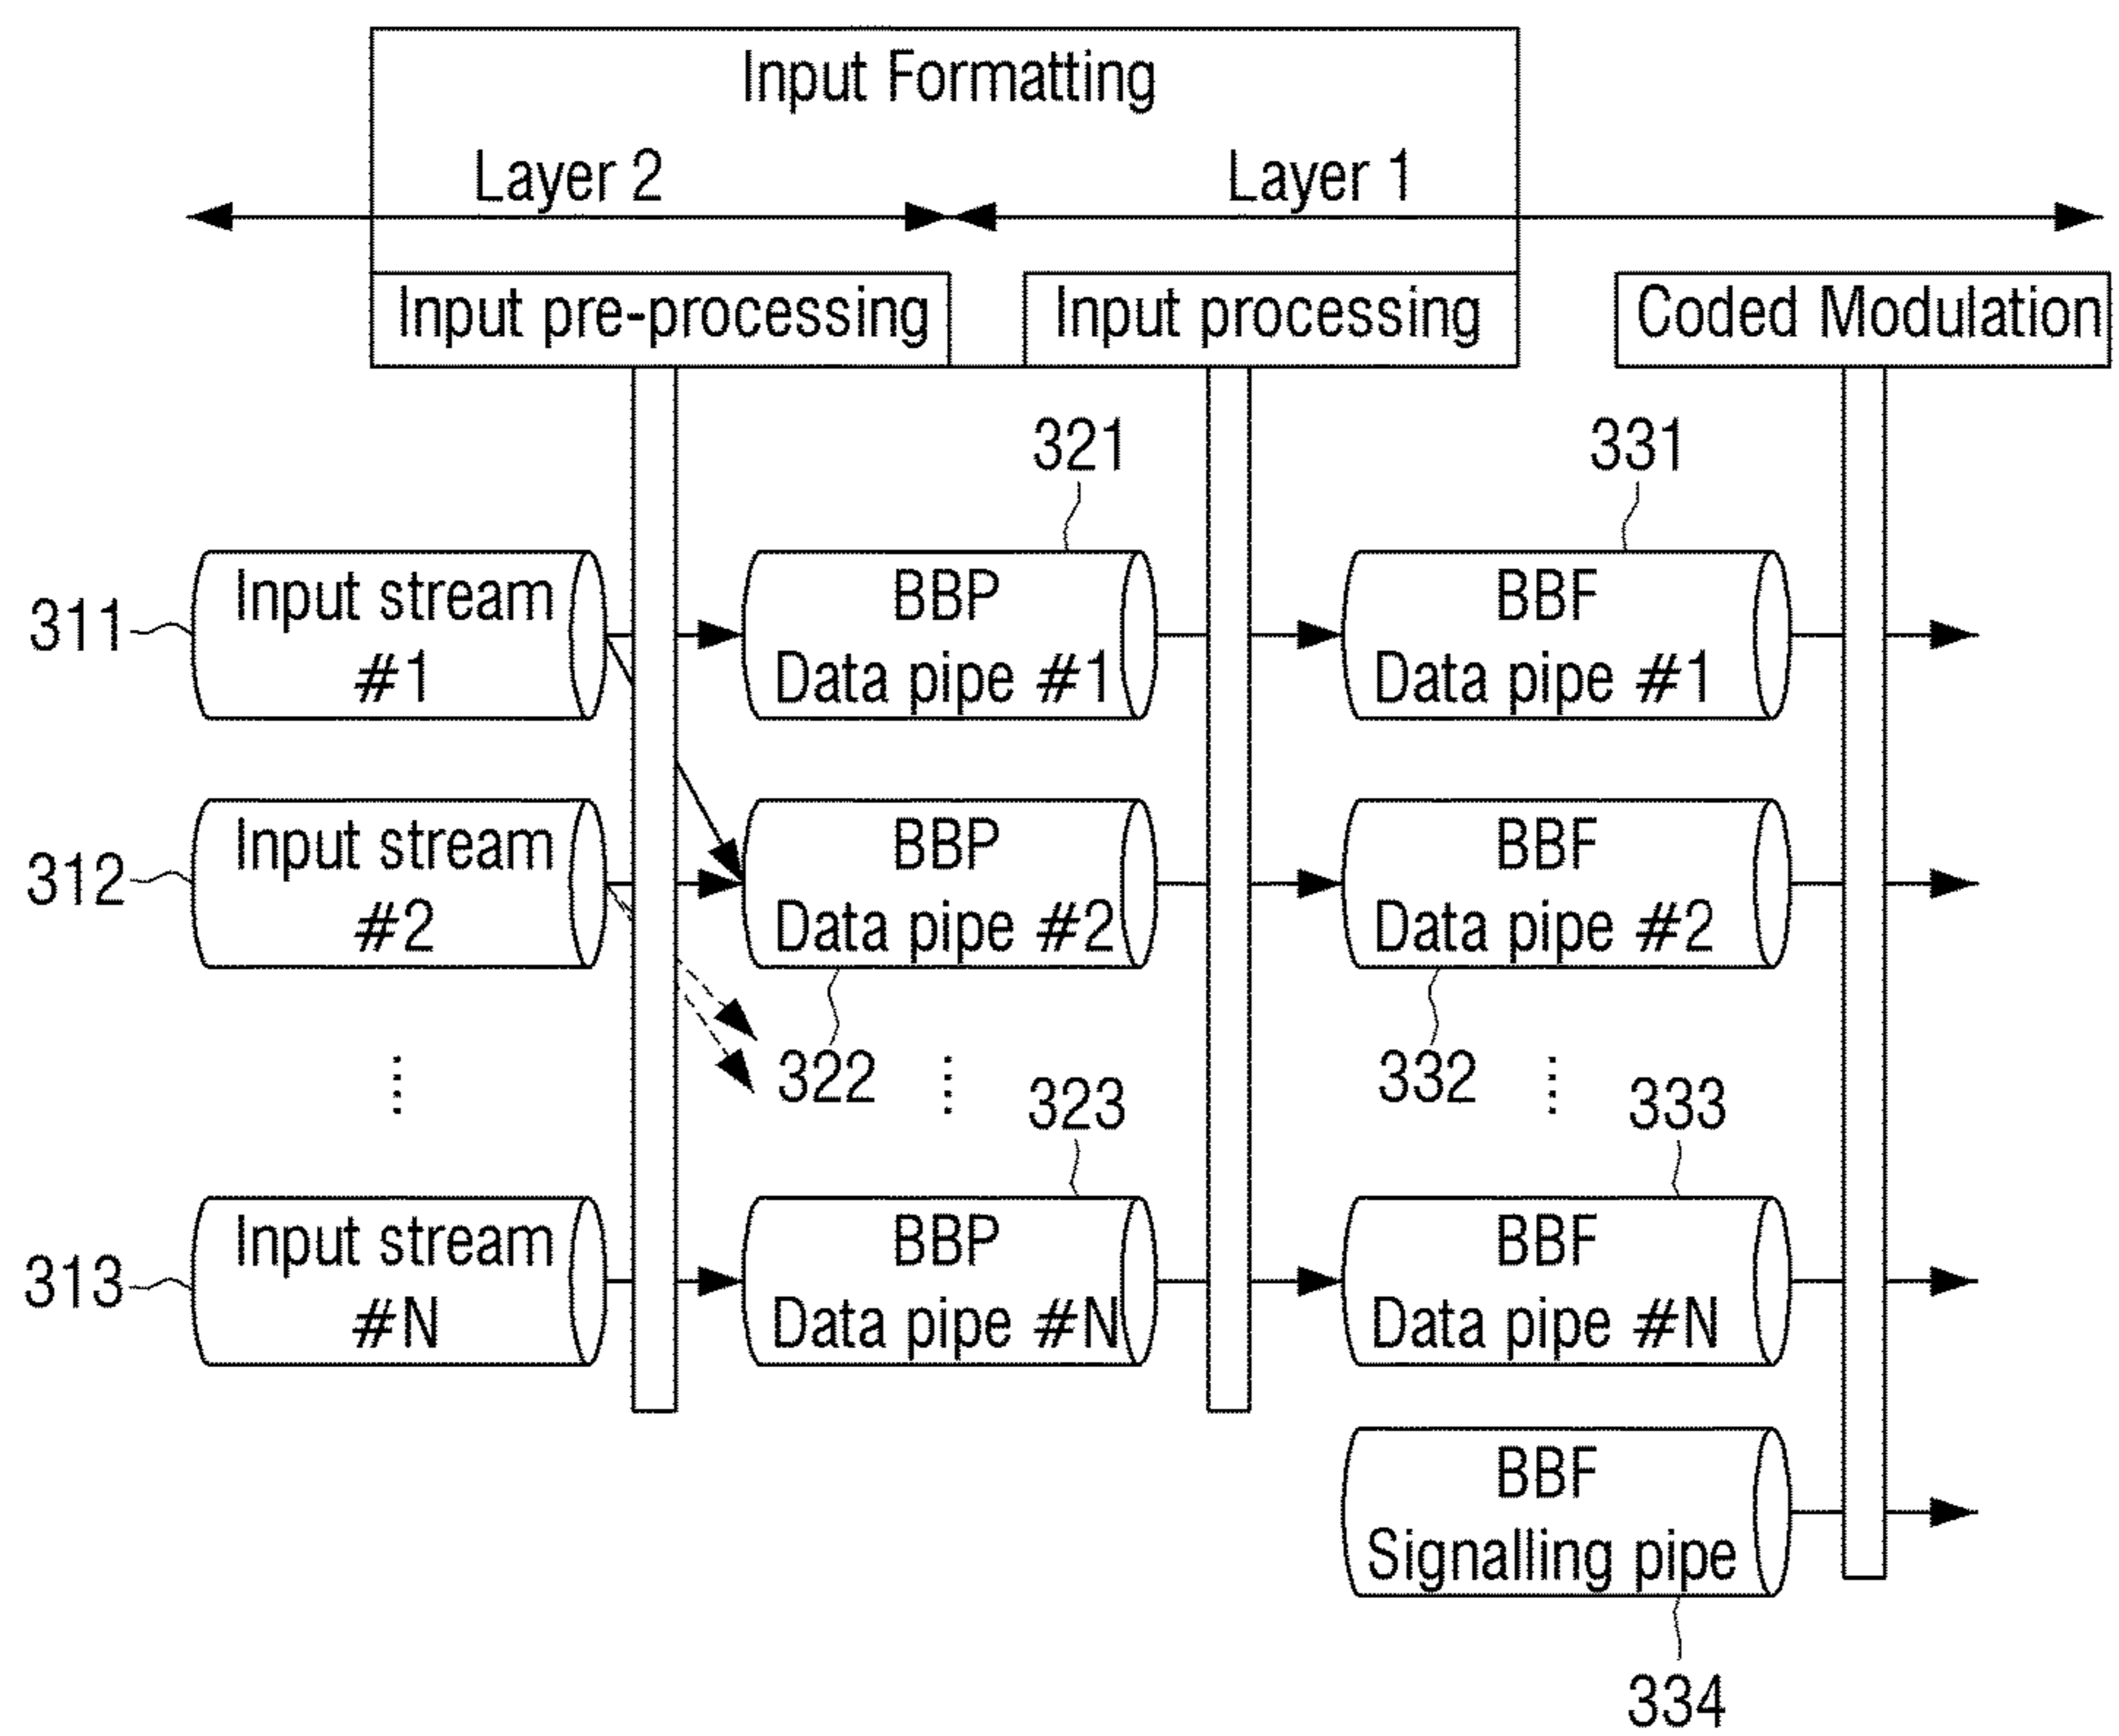 Input Formatting
Layer 2
Layer 1
Input pre-processing
Input processing
Coded Modulation
321
331
311
Input stream
#1
BBP
Data pipe #1
BBF
Data pipe #1
312
Input stream
#2
BBP
Data pipe #2
BBF
Data pipe #2
322
332
323
333
313
Input stream
#N
BBP
Data pipe #N
BBF
Data pipe #N
BBF
Signalling pipe
334